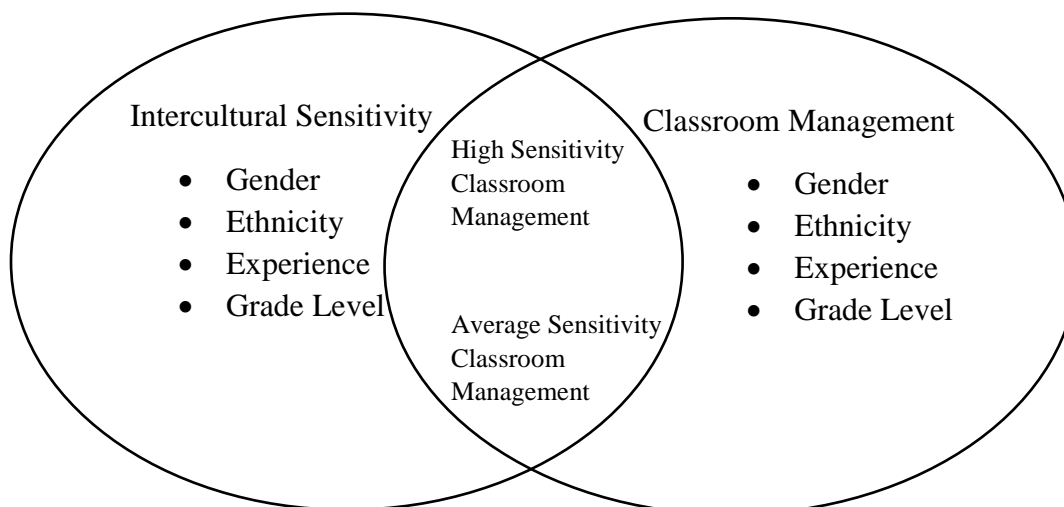 Intercultural Sensitivity
• Gender
• Ethnicity
• Experience
• Grade Level
High Sensitivity
Classroom
Management
Average Sensitivity
Classroom
Management
Classroom Management
• Gender
• Ethnicity
• Experience
• Grade Level